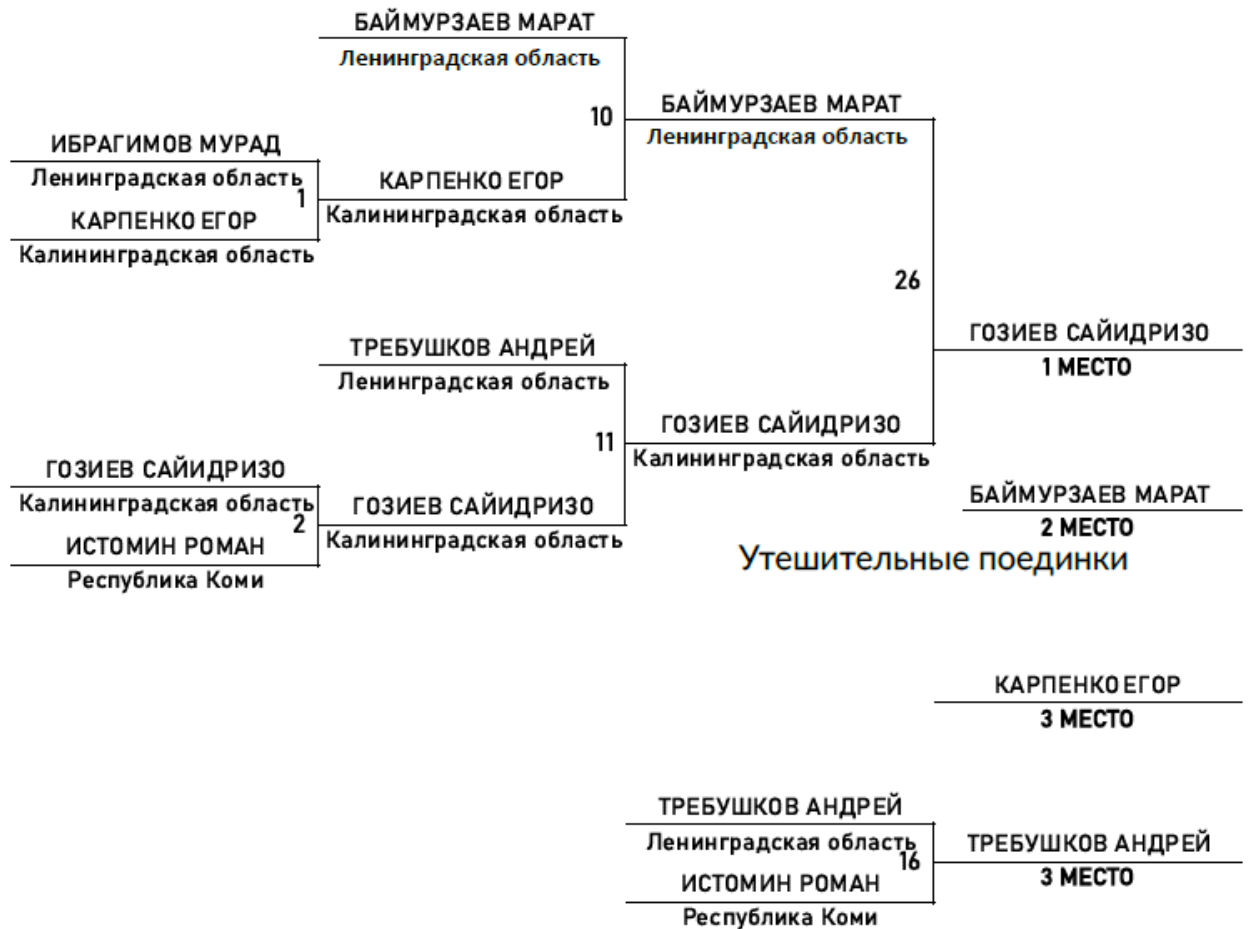 БАЙМУРЗАЕВ МАРАТ
Ленинградская область
10
БАЙМУРЗАЕВ МАРАТ
Ленинградская область
ИБРАГИМОВ МУРАД
Ленинградская область
1
КАРПЕНКО ЕГОР
Калининградская область
КАРПЕНКО ЕГОР
Калининградская область
26
ГОЗИЕВ САЙИДРИЗО
1 МЕСТО
ТРЕБУШКОВ АНДРЕЙ
Ленинградская область
11
ГОЗИЕВ САЙИДРИЗО
Калининградская область
ГОЗИЕВ САЙИДРИЗО
Калининградская область
2
ГОЗИЕВ САЙИДРИЗО
Калининградская область
ИСТОМИН РОМАН
Республика Коми
БАЙМУРЗАЕВ МАРАТ
2 МЕСТО
Утешительные поединки
КАРПЕНКО ЕГОР
3 МЕСТО
ТРЕБУШКОВ АНДРЕЙ
Ленинградская область
16
ИСТОМИН РОМАН
Республика Коми
ТРЕБУШКОВ АНДРЕЙ
3 МЕСТО